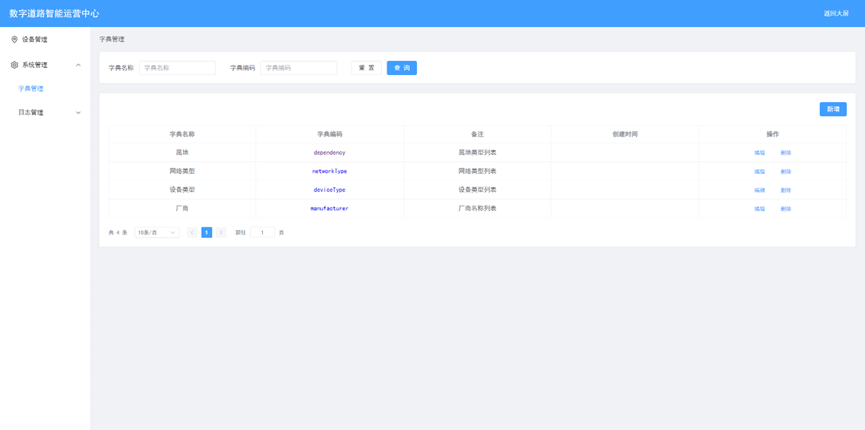 数字道路智能运营中心
返回大屏
设备管理
系统管理
字典管理
日志管理
字典管理
字典名称 字典名称 字典编码 字典编码 重 置 查 询
新增
字典名称 字典编码 备注 创建时间 操作
属地 dependency 属地类型列表 编辑 删除
网络类型 networkType 网络类型列表 编辑 删除
设备类型 deviceType 设备类型列表 编辑 删除
厂商 manufacturer 厂商名称列表 编辑 删除
共 4 条 10条/页 1 前往 1 页